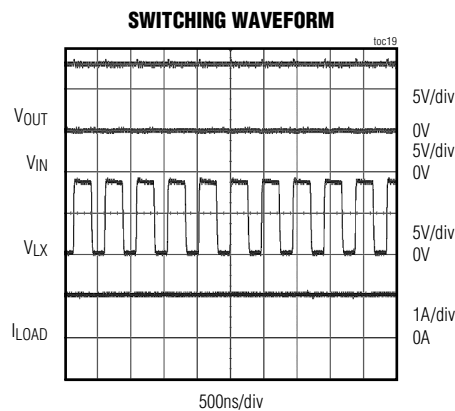 SWITCHING WAVEFORM
toc19
5V/div
VOUT
0V
5V/div
VIN
0V
5V/div
VLX
0V
1A/div
ILOAD
0A
500ns/div